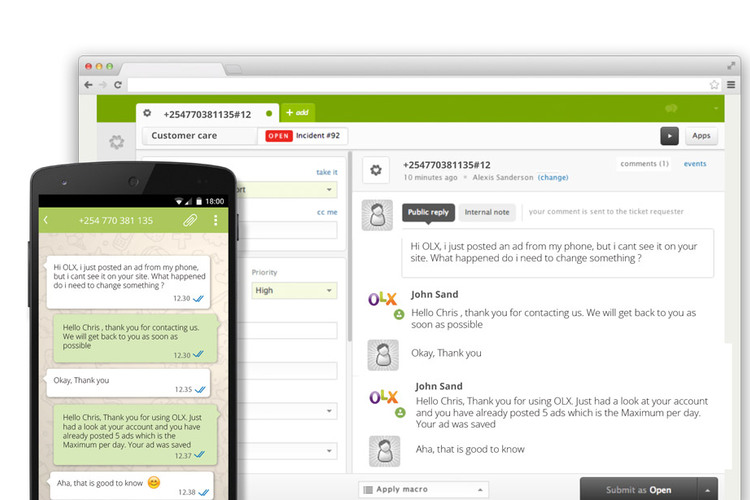 +254770381135#12
+ add
Customer care
OPEN Incident #92
Apps
take it
cc me
Priority
High
+254770381135#12
comments (1) events
10 minutes ago Alexis Sanderson (change)
Public reply Internal note your comment is sent to the ticket requester
Hi OLX, i just posted an ad from my phone, but i cant see it on your
site. What happened do i need to change something ?
OLX
John Sand
Hello Chris , thank you for contacting us. We will get back to you as
soon as possible
Okay, Thank you
OLX
John Sand
Hello Chris, Thank you for using OLX. Just had a look at your account
and you have already posted 5 ads which is the Maximum per day.
Your ad was saved
Aha, that is good to know
Apply macro
Submit as Open
18:00
+254 770 381 135
Hi OLX, i just posted an ad from my phone,
but i cant see it on your site. What happened
do i need to change something ?
12.30
Hello Chris , thank you for contacting us.
We will get back to you as soon as
possible
12.30
Okay, Thank you
12.35
Hello Chris, Thank you for using OLX. Just
had a look at your account and you have
already posted 5 ads which is the
Maximum per day. Your ad was saved
12.37
Aha, that is good to know
12.38